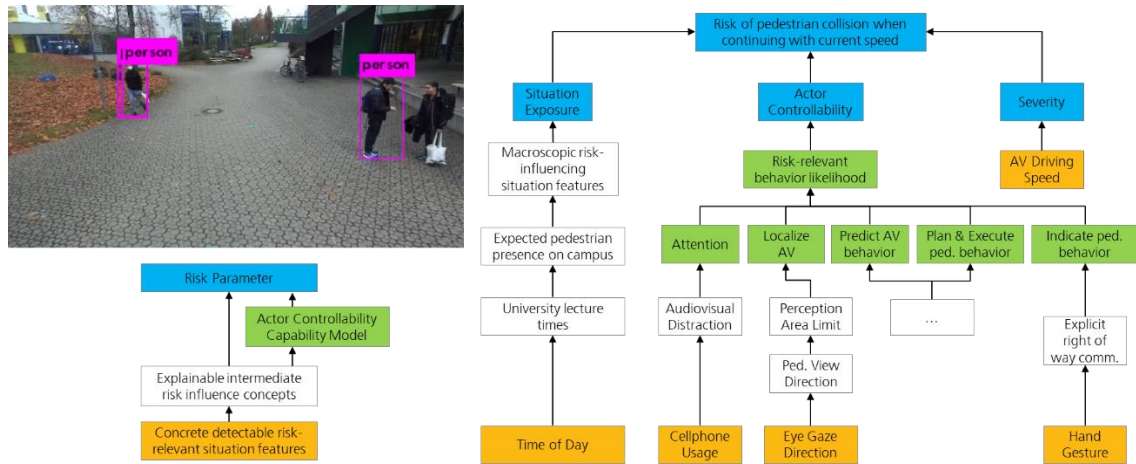 person
person
Risk Parameter
Actor Controllability
Capability Model
Explainable intermediate
risk influence concepts
Concrete detectable risk-
relevant situation features
Risk of pedestrian collision when
continuing with current speed
Situation
Exposure
Actor
Controllability
Severity
Macroscopic risk-
influencing
situation features
Risk-relevant
behavior likelihood
AV Driving
Speed
Expected pedestrian
presence on campus
Attention
Localize
AV
Predict AV
behavior
Plan & Execute
ped. behavior
Indicate ped.
behavior
University lecture
times
Audiovisual
Distraction
Perception
Area Limit
...
Explicit
right of
way comm.
Ped. View
Direction
Time of Day
Cellphone
Usage
Eye Gaze
Direction
Hand
Gesture